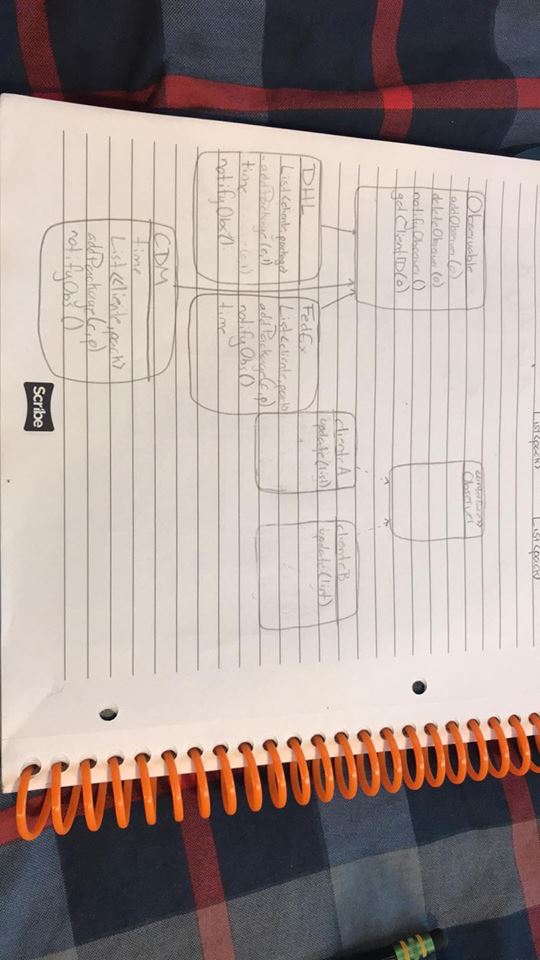 List<pack> List<pack>
Observable
addObserver(o)
deleteObserver(o)
notifyObserver()
getClientID(o)
<<interface>>
Observer
clienteA
update(list)
clienteB
update(list)
DHL
List<cliente,package>
addPackage(c,l)
time
notifyObs()
FedEx
List<cliente,pack>
addPackage(c,p)
notifyObs()
time
CDM
time
List<cliente,pack>
addPackage(c,p)
notifyObs()
Scribe